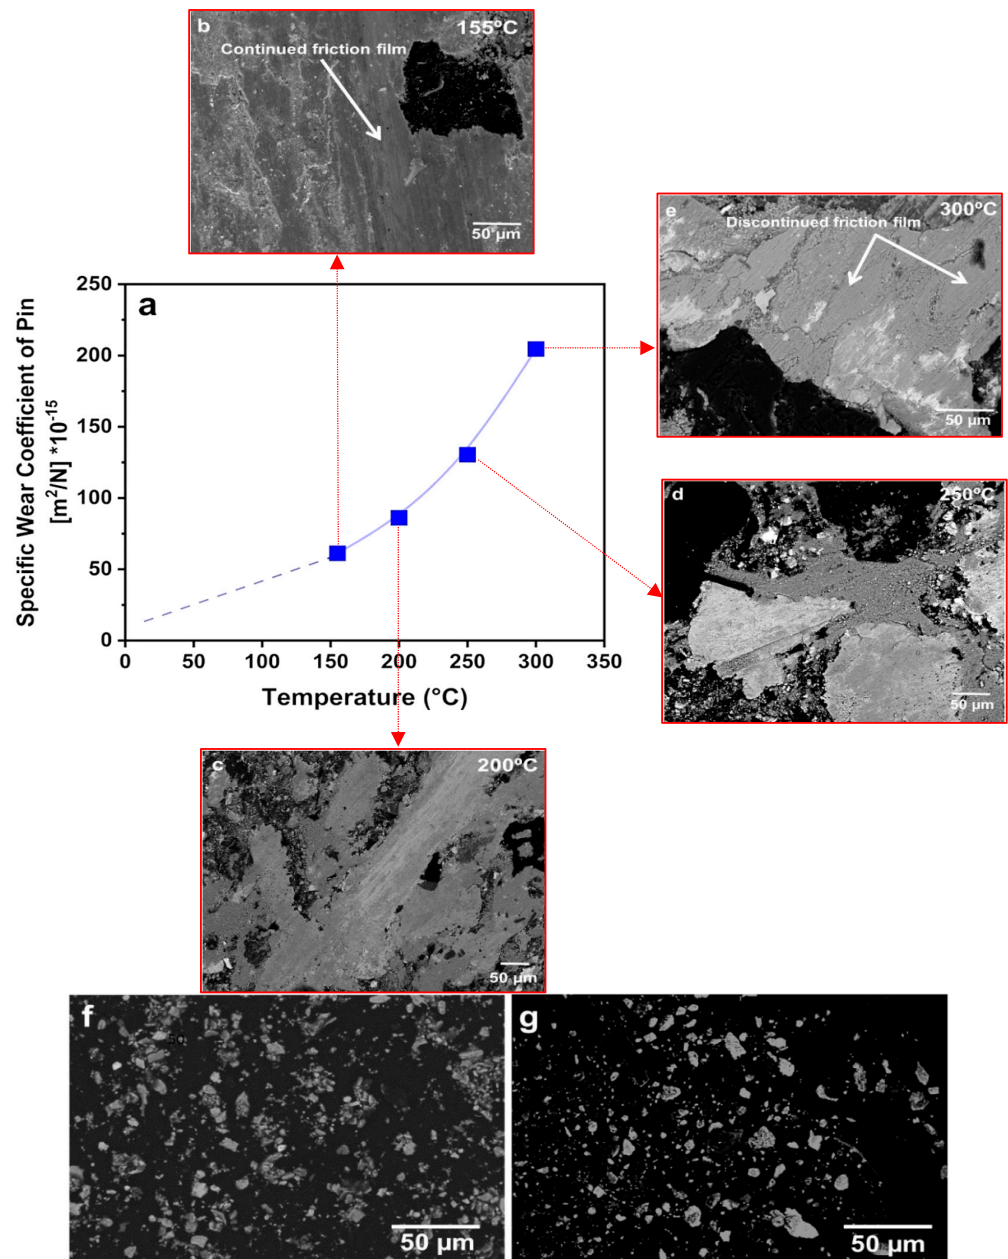 b
155ºC
Continued friction film
50 µm
e
300ºC
Discontinued friction film
50 µm
a
Specific Wear Coefficient of Pin
[m²/N] *10⁻¹⁵
250
200
150
100
50
0
0 50 100 150 200 250 300 350
Temperature (°C)
d
250ºC
50 µm
c
200ºC
50 µm
f
50
50 µm
g
50 µm